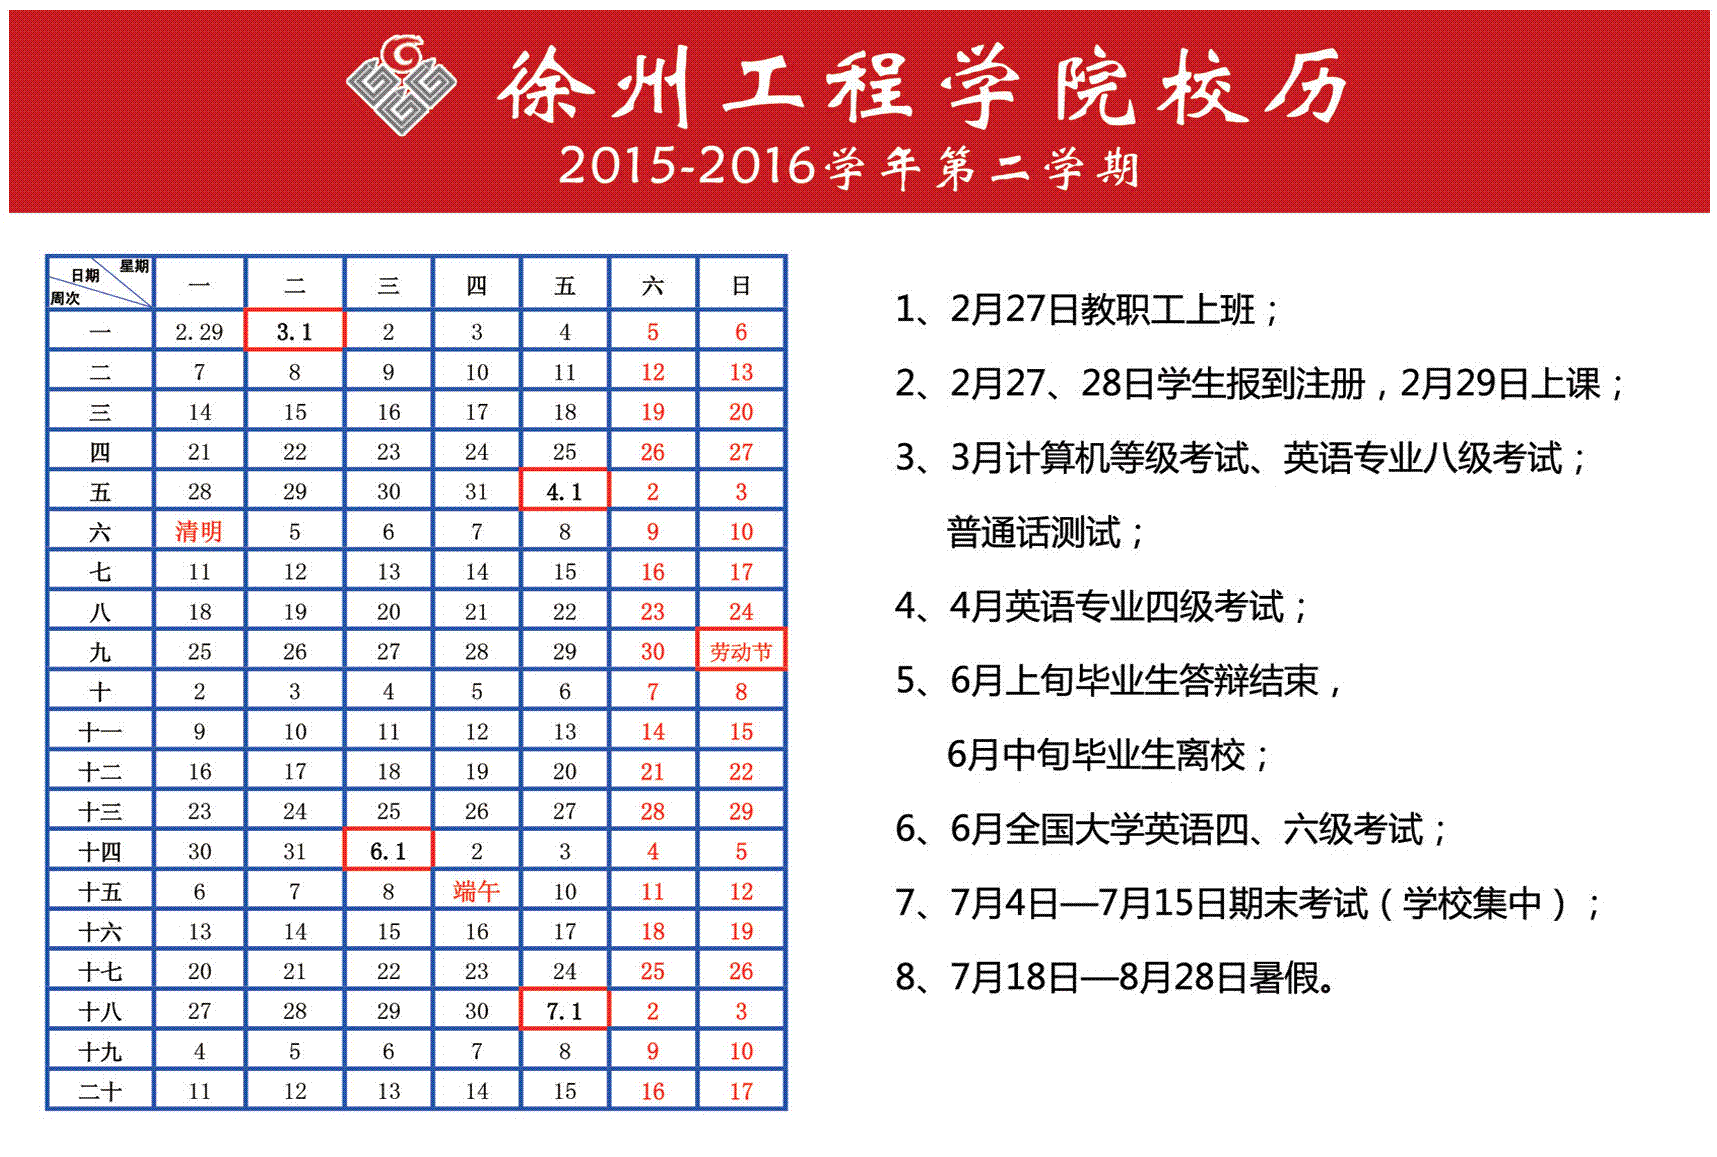 徐州工程学院校历
2015-2016学年第二学期
星期
日期
周次
一 二 三 四 五 六 日
一 2.29 3.1 2 3 4 5 6
二 7 8 9 10 11 12 13
三 14 15 16 17 18 19 20
四 21 22 23 24 25 26 27
五 28 29 30 31 4.1 2 3
六 清明 5 6 7 8 9 10
七 11 12 13 14 15 16 17
八 18 19 20 21 22 23 24
九 25 26 27 28 29 30 劳动节
十 2 3 4 5 6 7 8
十一 9 10 11 12 13 14 15
十二 16 17 18 19 20 21 22
十三 23 24 25 26 27 28 29
十四 30 31 6.1 2 3 4 5
十五 6 7 8 端午 10 11 12
十六 13 14 15 16 17 18 19
十七 20 21 22 23 24 25 26
十八 27 28 29 30 7.1 2 3
十九 4 5 6 7 8 9 10
二十 11 12 13 14 15 16 17
1、2月27日教职工上班；
2、2月27、28日学生报到注册，2月29日上课；
3、3月计算机等级考试、英语专业八级考试；
普通话测试；
4、4月英语专业四级考试；
5、6月上旬毕业生答辩结束，
6月中旬毕业生离校；
6、6月全国大学英语四、六级考试；
7、7月4日—7月15日期末考试（学校集中）；
8、7月18日—8月28日暑假。